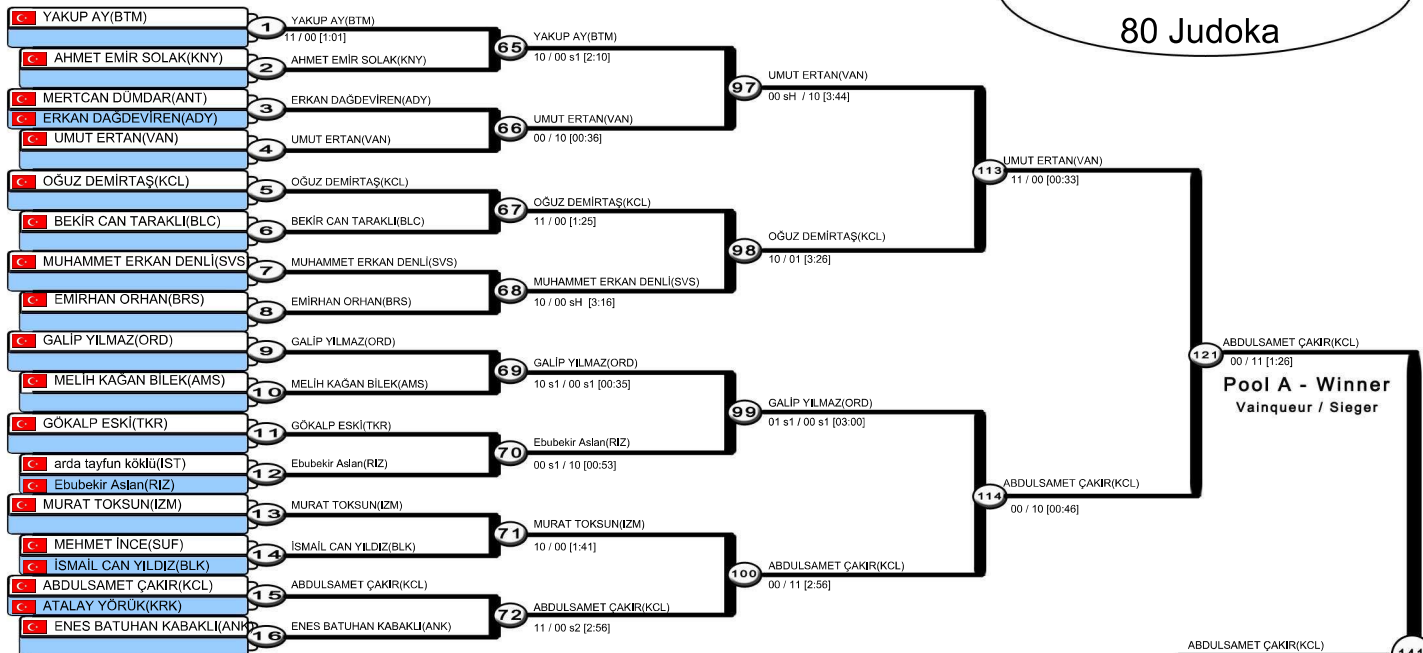 80 Judoka
YAKUP AY(BTM)
AHMET EMİR SOLAK(KNY)
MERTCAN DÜMDAR(ANT)
ERKAN DAĞDEVİREN(ADY)
UMUT ERTAN(VAN)
OĞUZ DEMİRTAŞ(KCL)
BEKİR CAN TARAKLI(BLC)
MUHAMMET ERKAN DENLİ(SVS)
EMİRHAN ORHAN(BRS)
GALİP YILMAZ(ORD)
MELİH KAĞAN BİLEK(AMS)
GÖKALP ESKİ(TKR)
arda tayfun köklü(İST)
Ebubekir Aslan(RİZ)
MURAT TOKSUN(İZM)
MEHMET İNCE(SUF)
İSMAİL CAN YILDIZ(BLK)
ABDULSAMET ÇAKIR(KCL)
ATALAY YÖRÜK(KRK)
ENES BATUHAN KABAKLI(ANK)
1
YAKUP AY(BTM)
11 / 00 [1:01]
2
AHMET EMİR SOLAK(KNY)
3
ERKAN DAĞDEVİREN(ADY)
4
UMUT ERTAN(VAN)
5
OĞUZ DEMİRTAŞ(KCL)
6
BEKİR CAN TARAKLI(BLC)
7
MUHAMMET ERKAN DENLİ(SVS)
8
EMİRHAN ORHAN(BRS)
9
GALİP YILMAZ(ORD)
10
MELİH KAĞAN BİLEK(AMS)
11
GÖKALP ESKİ(TKR)
12
Ebubekir Aslan(RİZ)
13
MURAT TOKSUN(İZM)
14
İSMAİL CAN YILDIZ(BLK)
15
ABDULSAMET ÇAKIR(KCL)
16
ENES BATUHAN KABAKLI(ANK)
65
YAKUP AY(BTM)
10 / 00 s1 [2:10]
66
UMUT ERTAN(VAN)
00 / 10 [00:36]
67
OĞUZ DEMİRTAŞ(KCL)
11 / 00 [1:25]
68
MUHAMMET ERKAN DENLİ(SVS)
10 / 00 sH [3:16]
69
GALİP YILMAZ(ORD)
10 s1 / 00 s1 [00:35]
70
Ebubekir Aslan(RİZ)
00 s1 / 10 [00:53]
71
MURAT TOKSUN(İZM)
10 / 00 [1:41]
72
ABDULSAMET ÇAKIR(KCL)
11 / 00 s2 [2:56]
97
UMUT ERTAN(VAN)
00 sH / 10 [3:44]
98
OĞUZ DEMİRTAŞ(KCL)
10 / 01 [3:26]
99
GALİP YILMAZ(ORD)
01 s1 / 00 s1 [03:00]
100
ABDULSAMET ÇAKIR(KCL)
00 / 11 [2:56]
113
UMUT ERTAN(VAN)
11 / 00 [00:33]
114
ABDULSAMET ÇAKIR(KCL)
00 / 10 [00:46]
121
ABDULSAMET ÇAKIR(KCL)
00 / 11 [1:26]
Pool A - Winner
Vainqueur / Sieger
ABDULSAMET ÇAKIR(KCL)